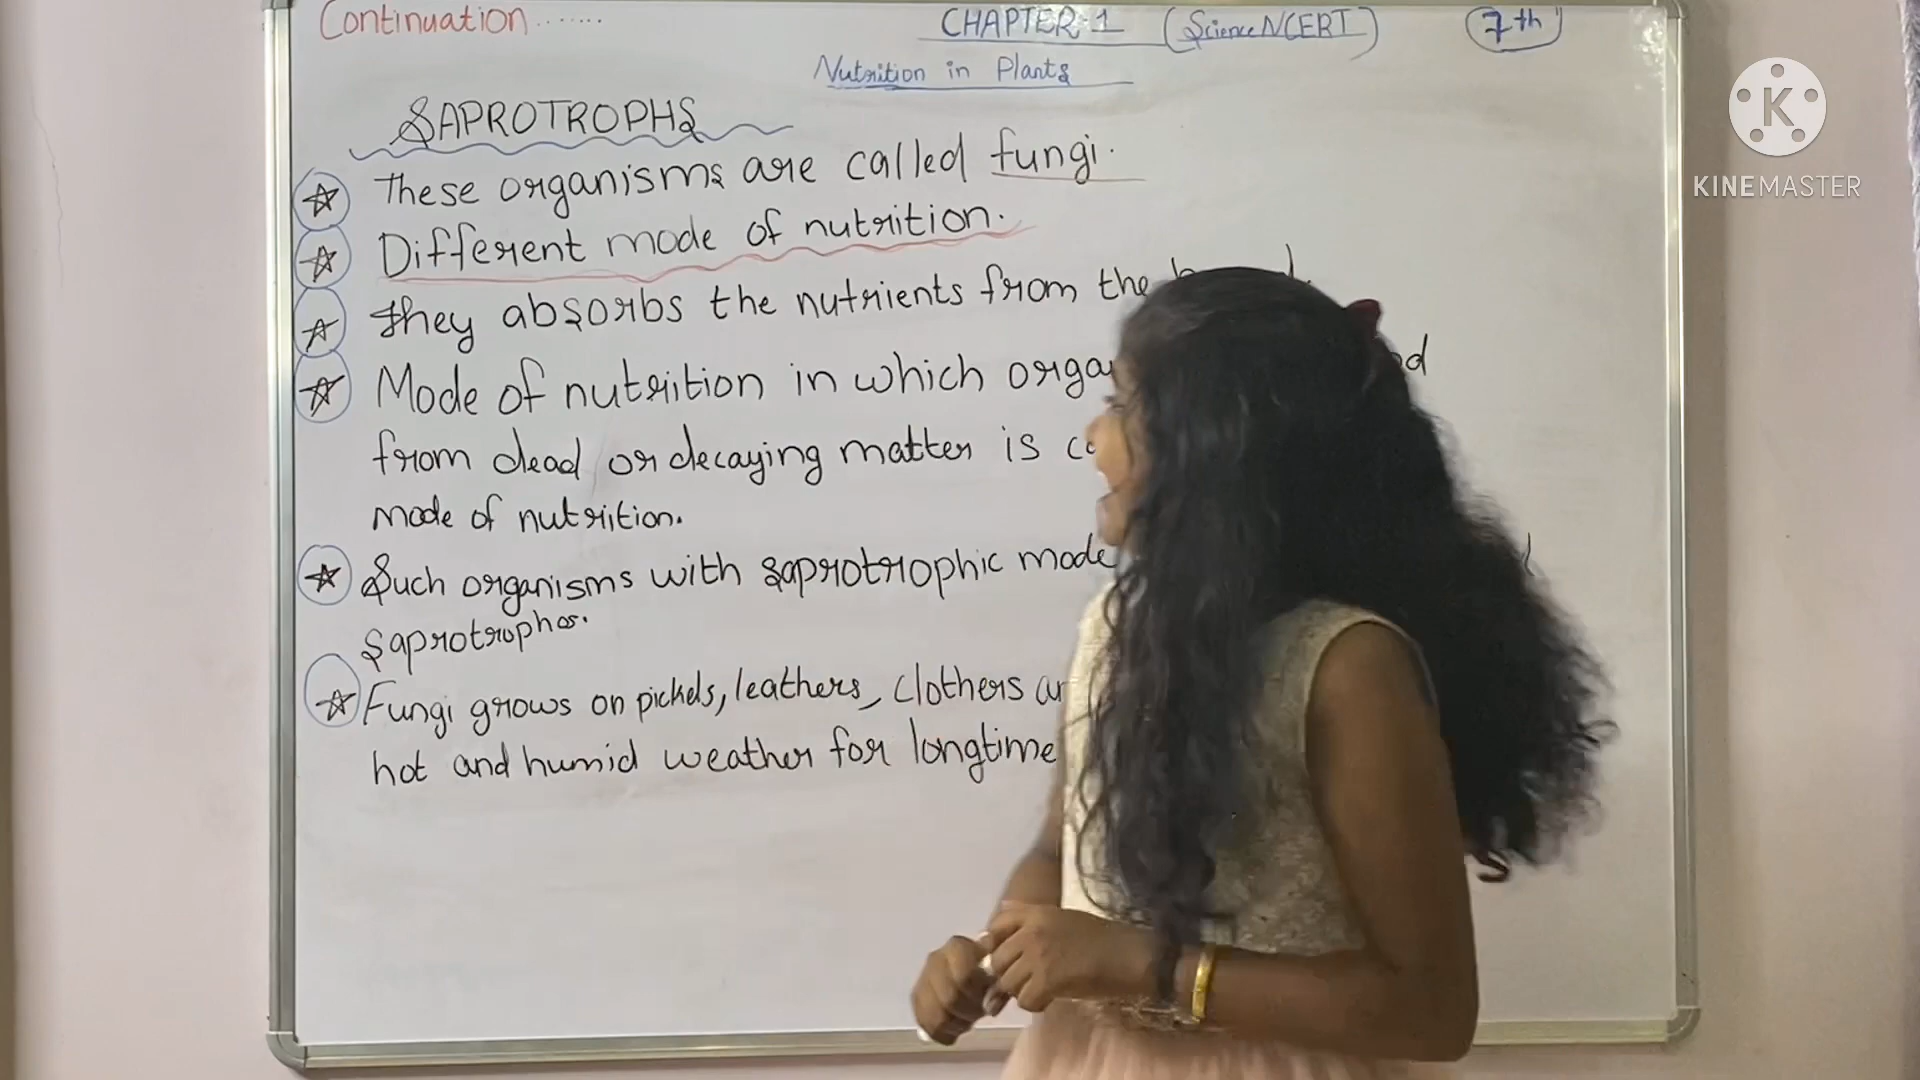 Continuation.......
CHAPTER-1 (Science NCERT) 7th
Nutrition in Plants
SAPROTROPHS
These organisms are called fungi.
Different mode of nutrition.
They absorbs the nutrients from the
Mode of nutrition in which
from dead or decaying matter is
mode of nutrition.
Such organisms with saprotrophic mode
saprotrophos.
Fungi grows on pickels, leathers, clothers
hot and humid weather for longtime
KINEMASTER